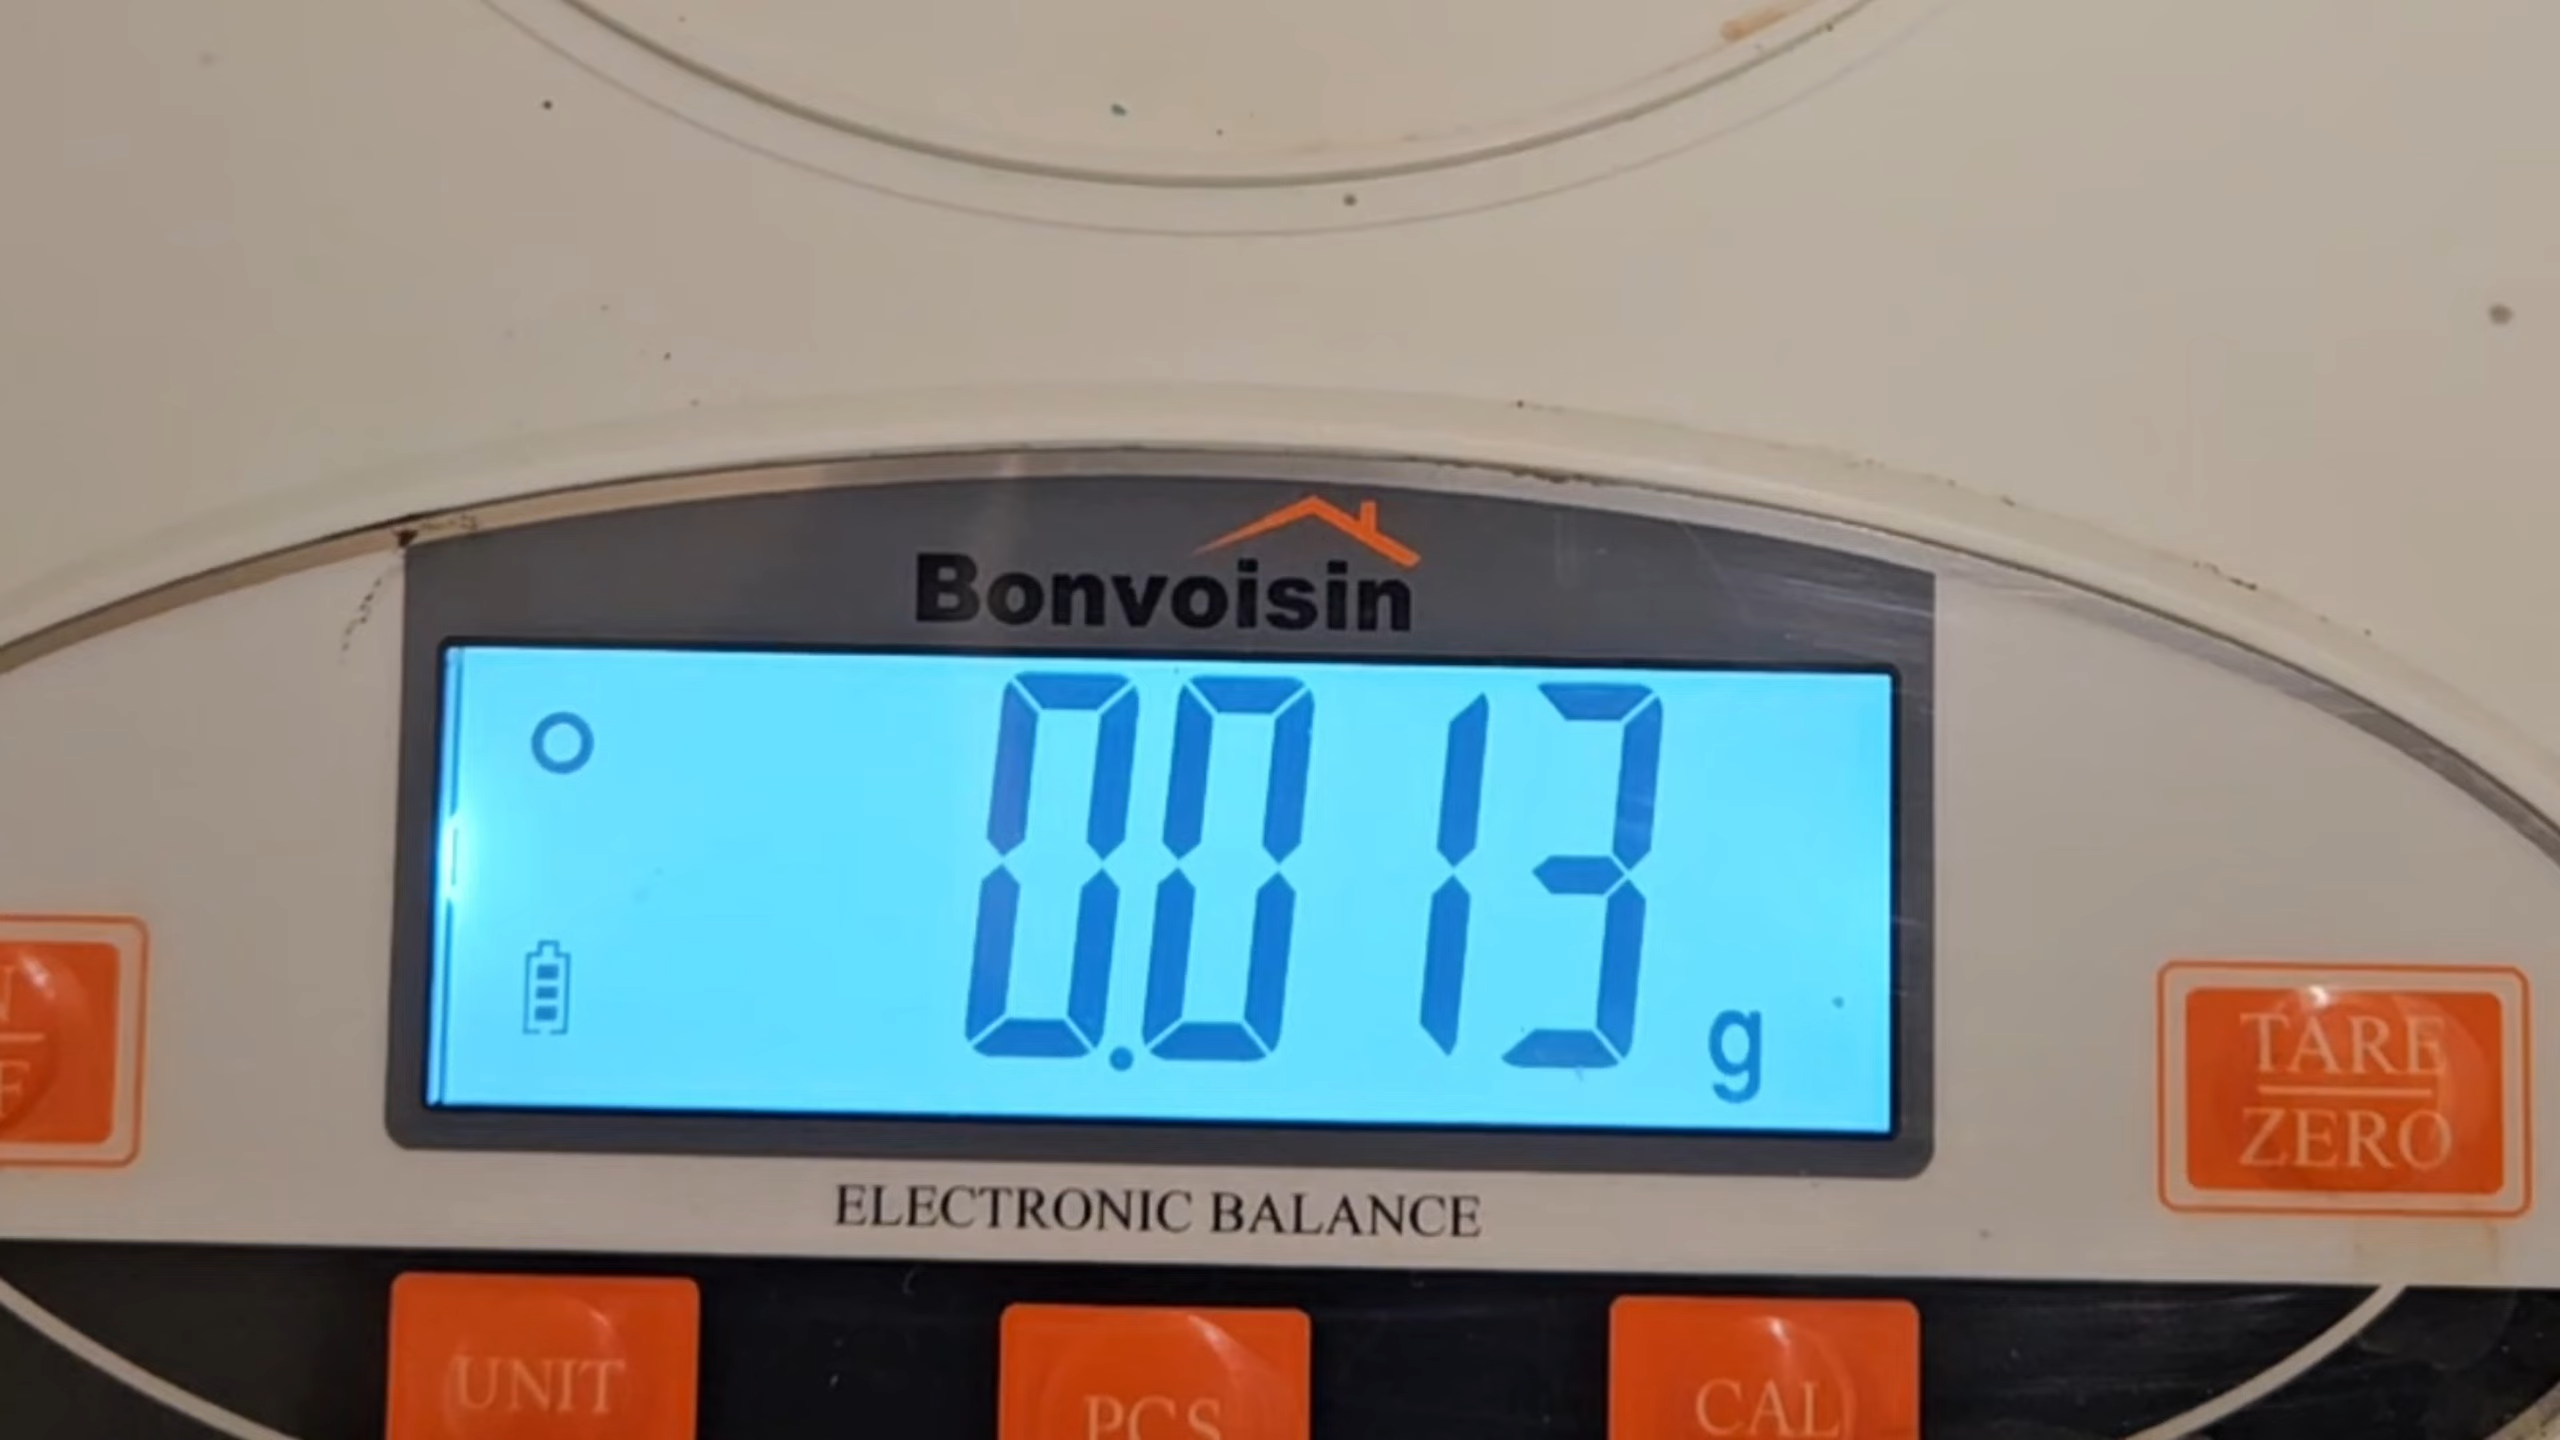 Bonvoisin
0.013 g
TARE
ZERO
ELECTRONIC BALANCE
UNIT
PCS
CAL